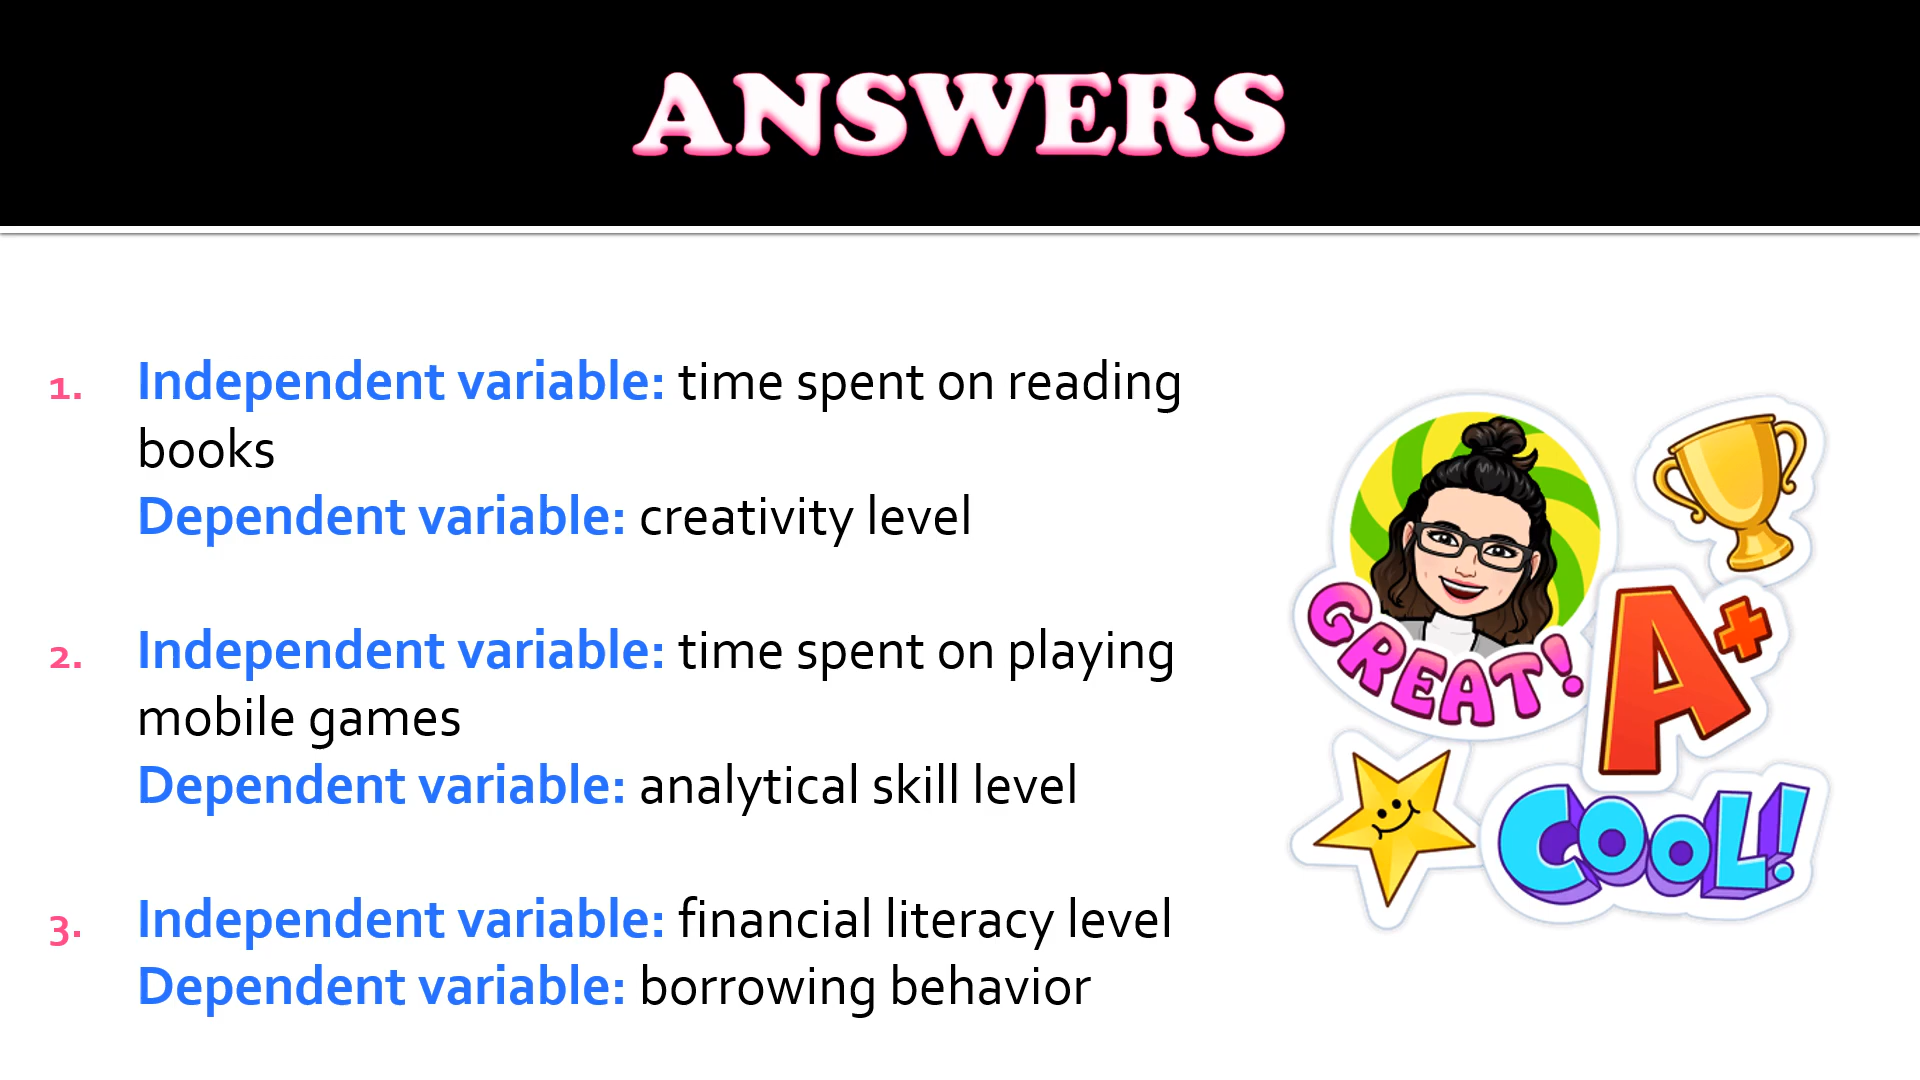 ANSWERS
1. Independent variable: time spent on reading
books
Dependent variable: creativity level
2. Independent variable: time spent on playing
mobile games
Dependent variable: analytical skill level
3. Independent variable: financial literacy level
Dependent variable: borrowing behavior
GREAT!
A+
COOL!